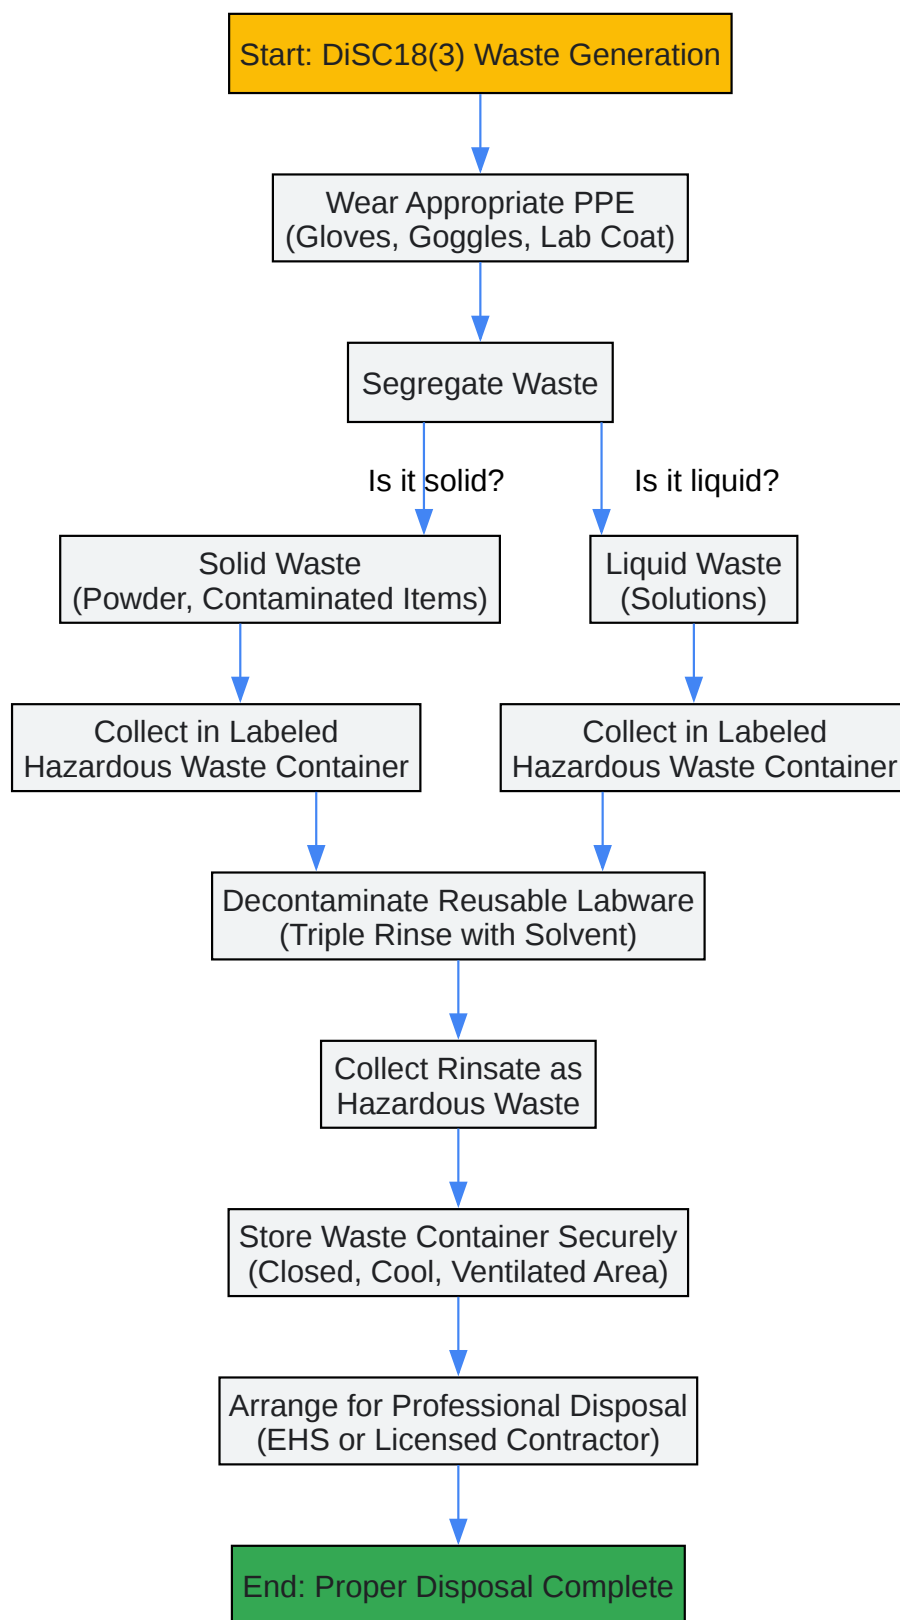 Start: DiSC18(3) Waste Generation
Wear Appropriate PPE
(Gloves, Goggles, Lab Coat)
Segregate Waste
Is it solid?
Is it liquid?
Solid Waste
(Powder, Contaminated Items)
Liquid Waste
(Solutions)
Collect in Labeled
Hazardous Waste Container
Collect in Labeled
Hazardous Waste Container
Decontaminate Reusable Labware
(Triple Rinse with Solvent)
Collect Rinsate as
Hazardous Waste
Store Waste Container Securely
(Closed, Cool, Ventilated Area)
Arrange for Professional Disposal
(EHS or Licensed Contractor)
End: Proper Disposal Complete